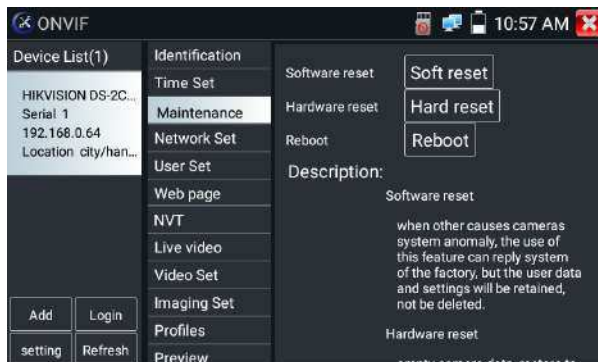 ONVIF
10:57 AM
Device List(1)
HIKVISION DS-2C...
Serial 1
192.168.0.64
Location city/han...
Add
Login
setting
Refresh
Identification
Time Set
Maintenance
Network Set
User Set
Web page
NVT
Live video
Video Set
Imaging Set
Profiles
Preview
Software reset
Soft reset
Hardware reset
Hard reset
Reboot
Reboot
Description:
Software reset
when other causes cameras
system anomaly, the use of
this feature can reply system
of the factory, but the user data
and settings will be retained,
not be deleted.
Hardware reset